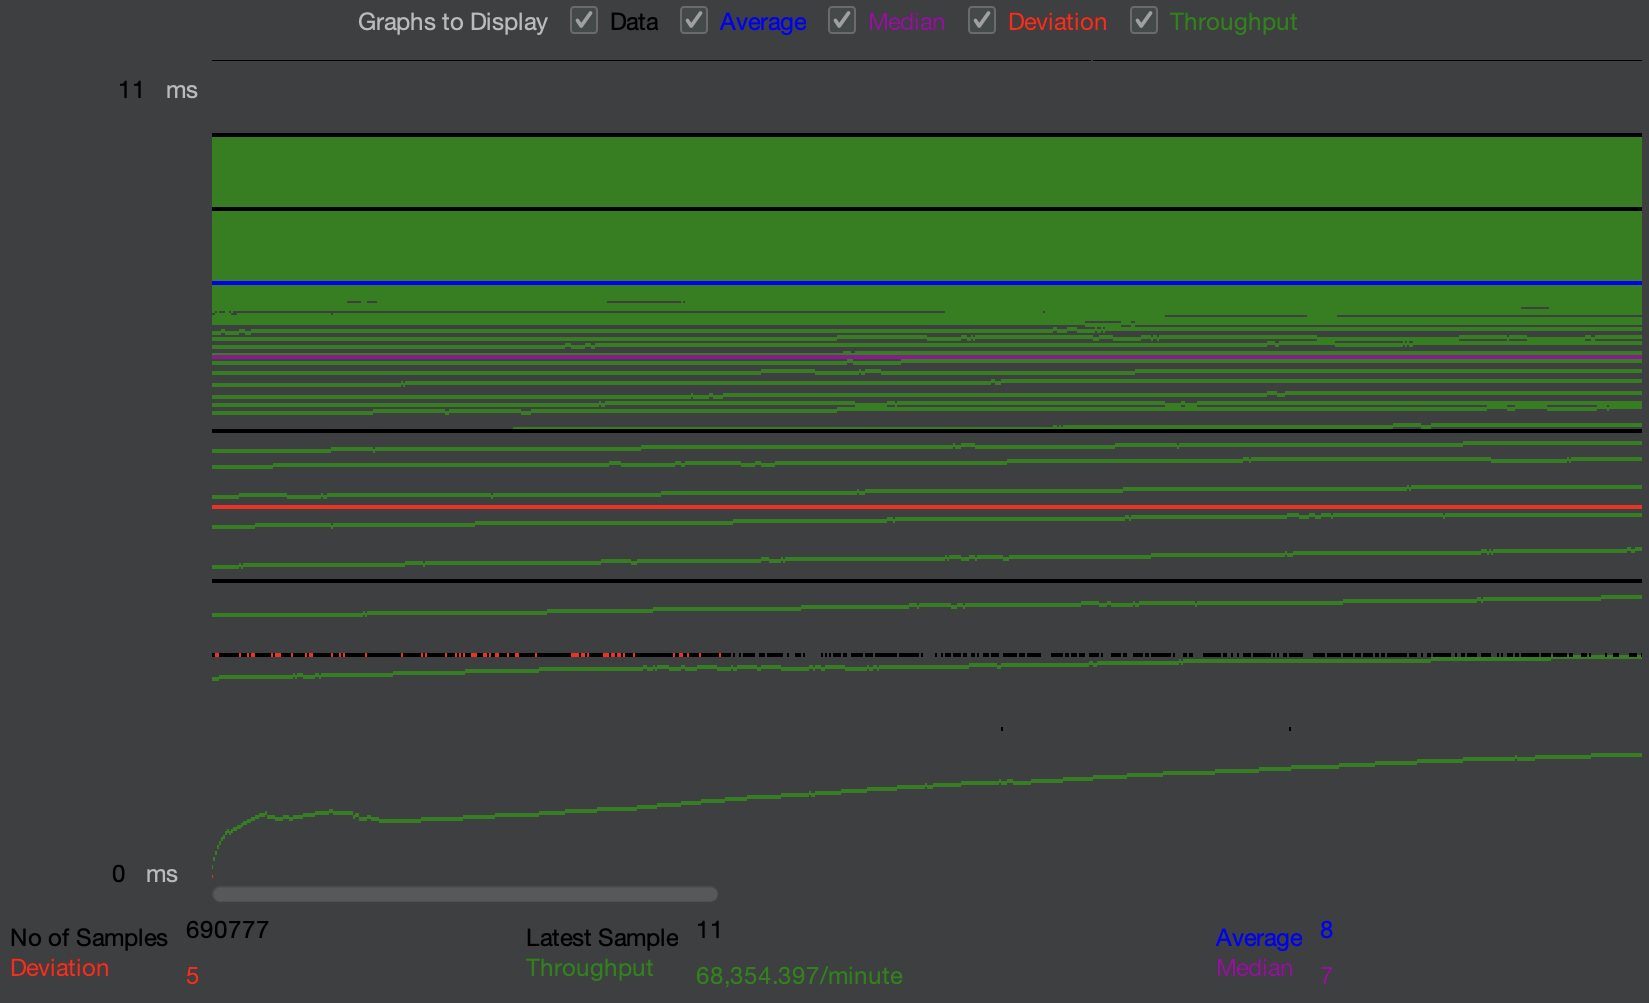 Graphs to Display Data Average Median Deviation Throughput
11 ms
0 ms
No of Samples 690777 Latest Sample 11 Average 8
Deviation 5 Throughput 68,354.397/minute Median 7